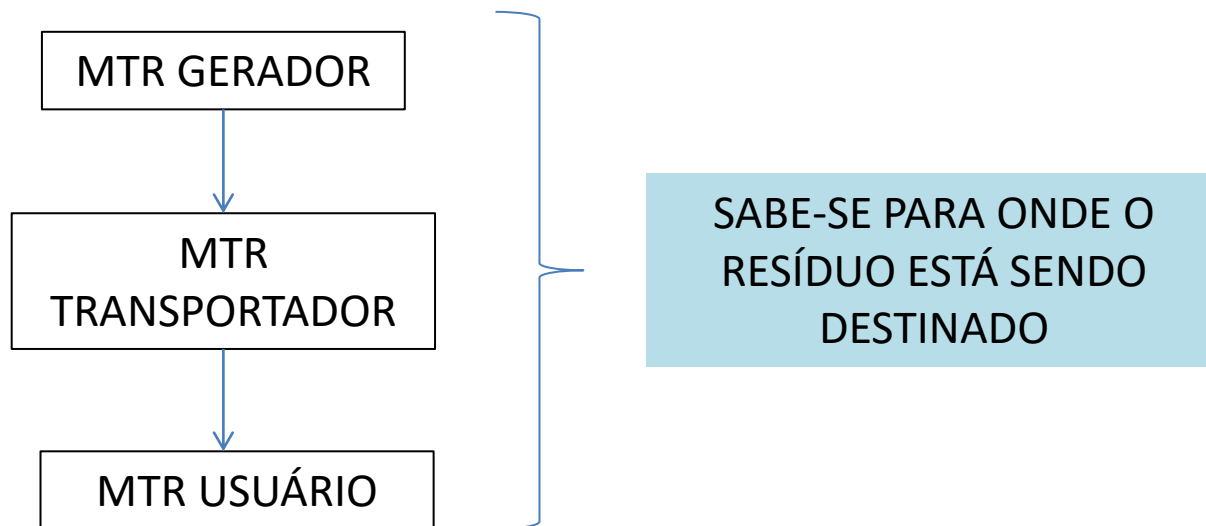 MTR GERADOR
MTR
TRANSPORTADOR
MTR USUÁRIO
SABE-SE PARA ONDE O
RESÍDUO ESTÁ SENDO
DESTINADO